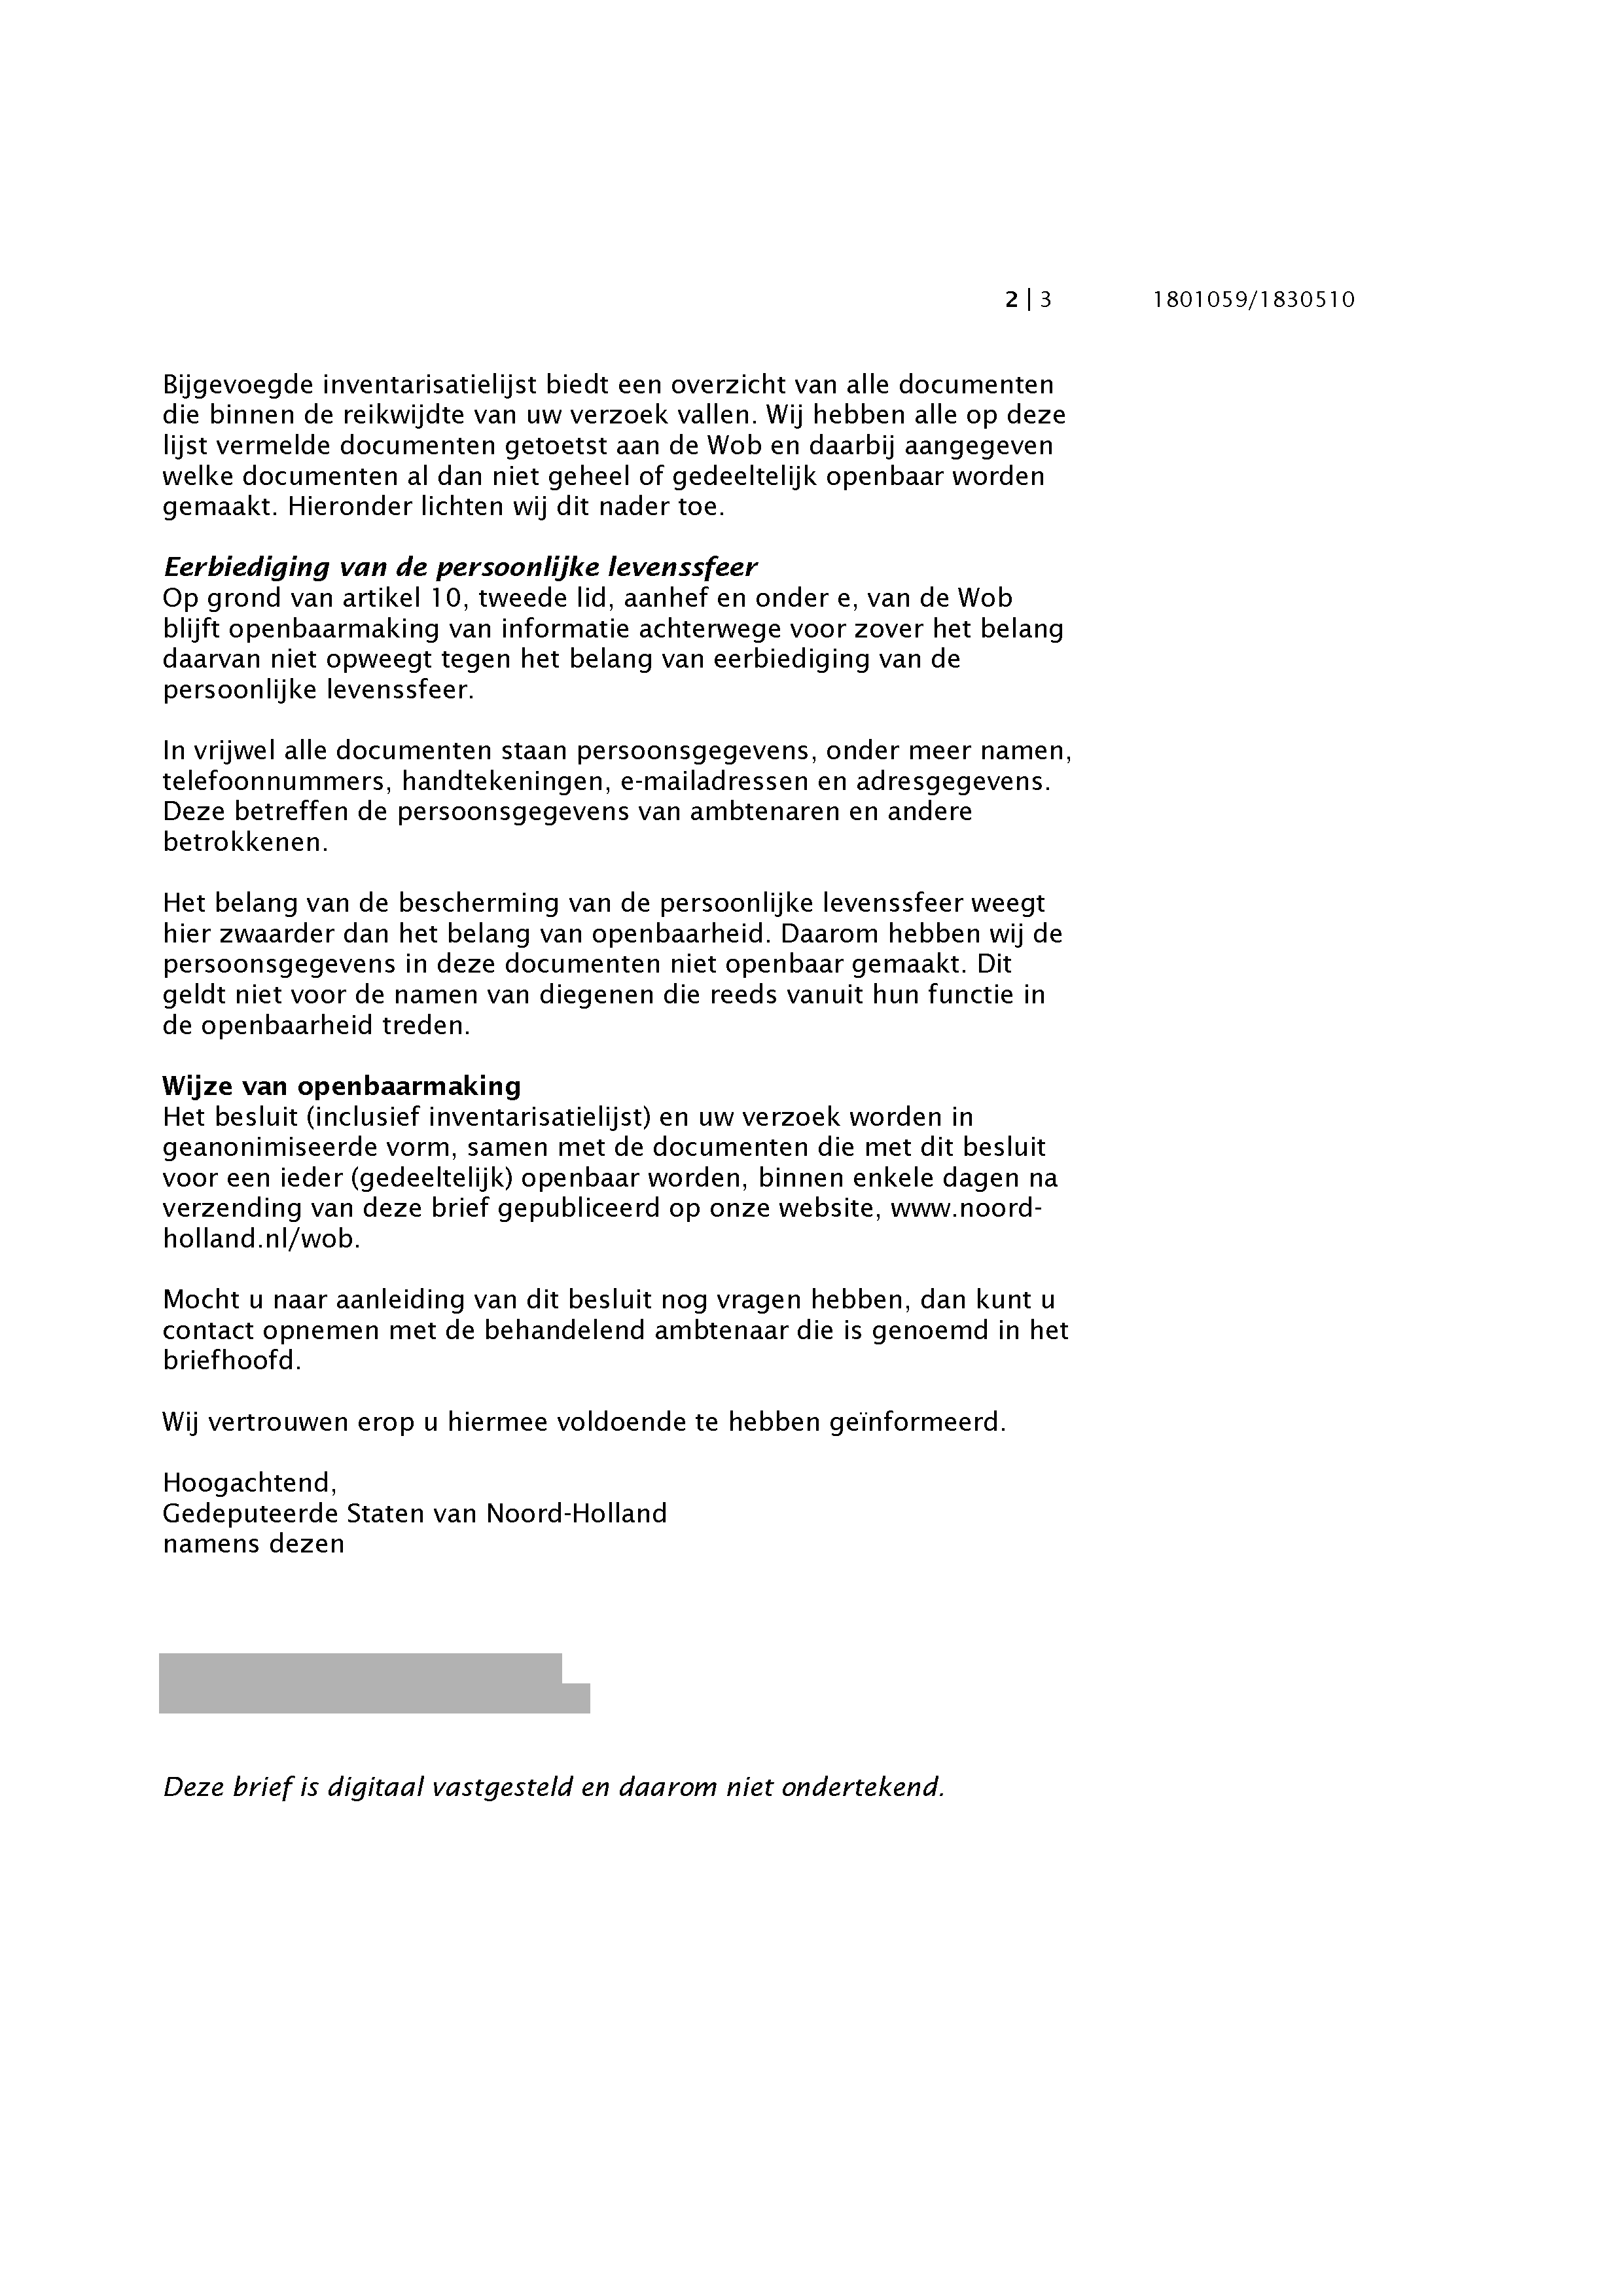 2 | 3 1801059/1830510
Bijgevoegde inventarisatielijst biedt een overzicht van alle documenten
die binnen de reikwijdte van uw verzoek vallen. Wij hebben alle op deze
lijst vermelde documenten getoetst aan de Wob en daarbij aangegeven
welke documenten al dan niet geheel of gedeeltelijk openbaar worden
gemaakt. Hieronder lichten wij dit nader toe.
Eerbiediging van de persoonlijke levenssfeer
Op grond van artikel 10, tweede lid, aanhef en onder e, van de Wob
blijft openbaarmaking van informatie achterwege voor zover het belang
daarvan niet opweegt tegen het belang van eerbiediging van de
persoonlijke levenssfeer.
In vrijwel alle documenten staan persoonsgegevens, onder meer namen,
telefoonnummers, handtekeningen, e-mailadressen en adresgegevens.
Deze betreffen de persoonsgegevens van ambtenaren en andere
betrokkenen.
Het belang van de bescherming van de persoonlijke levenssfeer weegt
hier zwaarder dan het belang van openbaarheid. Daarom hebben wij de
persoonsgegevens in deze documenten niet openbaar gemaakt. Dit
geldt niet voor de namen van diegenen die reeds vanuit hun functie in
de openbaarheid treden.
Wijze van openbaarmaking
Het besluit (inclusief inventarisatielijst) en uw verzoek worden in
geanonimiseerde vorm, samen met de documenten die met dit besluit
voor een ieder (gedeeltelijk) openbaar worden, binnen enkele dagen na
verzending van deze brief gepubliceerd op onze website, www.noord-
holland.nl/wob.
Mocht u naar aanleiding van dit besluit nog vragen hebben, dan kunt u
contact opnemen met de behandelend ambtenaar die is genoemd in het
briefhoofd.
Wij vertrouwen erop u hiermee voldoende te hebben geïnformeerd.
Hoogachtend,
Gedeputeerde Staten van Noord-Holland
namens dezen
Deze brief is digitaal vastgesteld en daarom niet ondertekend.